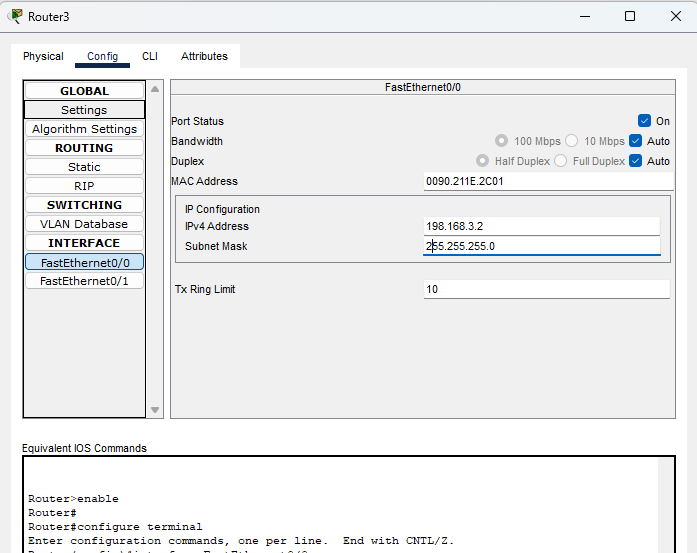 Router3
Physical Config CLI Attributes
GLOBAL
Settings
Algorithm Settings
ROUTING
Static
RIP
SWITCHING
VLAN Database
INTERFACE
FastEthernet0/0
FastEthernet0/1
FastEthernet0/0
Port Status On
Bandwidth 100 Mbps 10 Mbps Auto
Duplex Half Duplex Full Duplex Auto
MAC Address 0090.211E.2C01
IP Configuration
IPv4 Address 198.168.3.2
Subnet Mask 255.255.255.0
Tx Ring Limit 10
Equivalent IOS Commands
Router>enable
Router#
Router#configure terminal
Enter configuration commands, one per line. End with CNTL/Z.